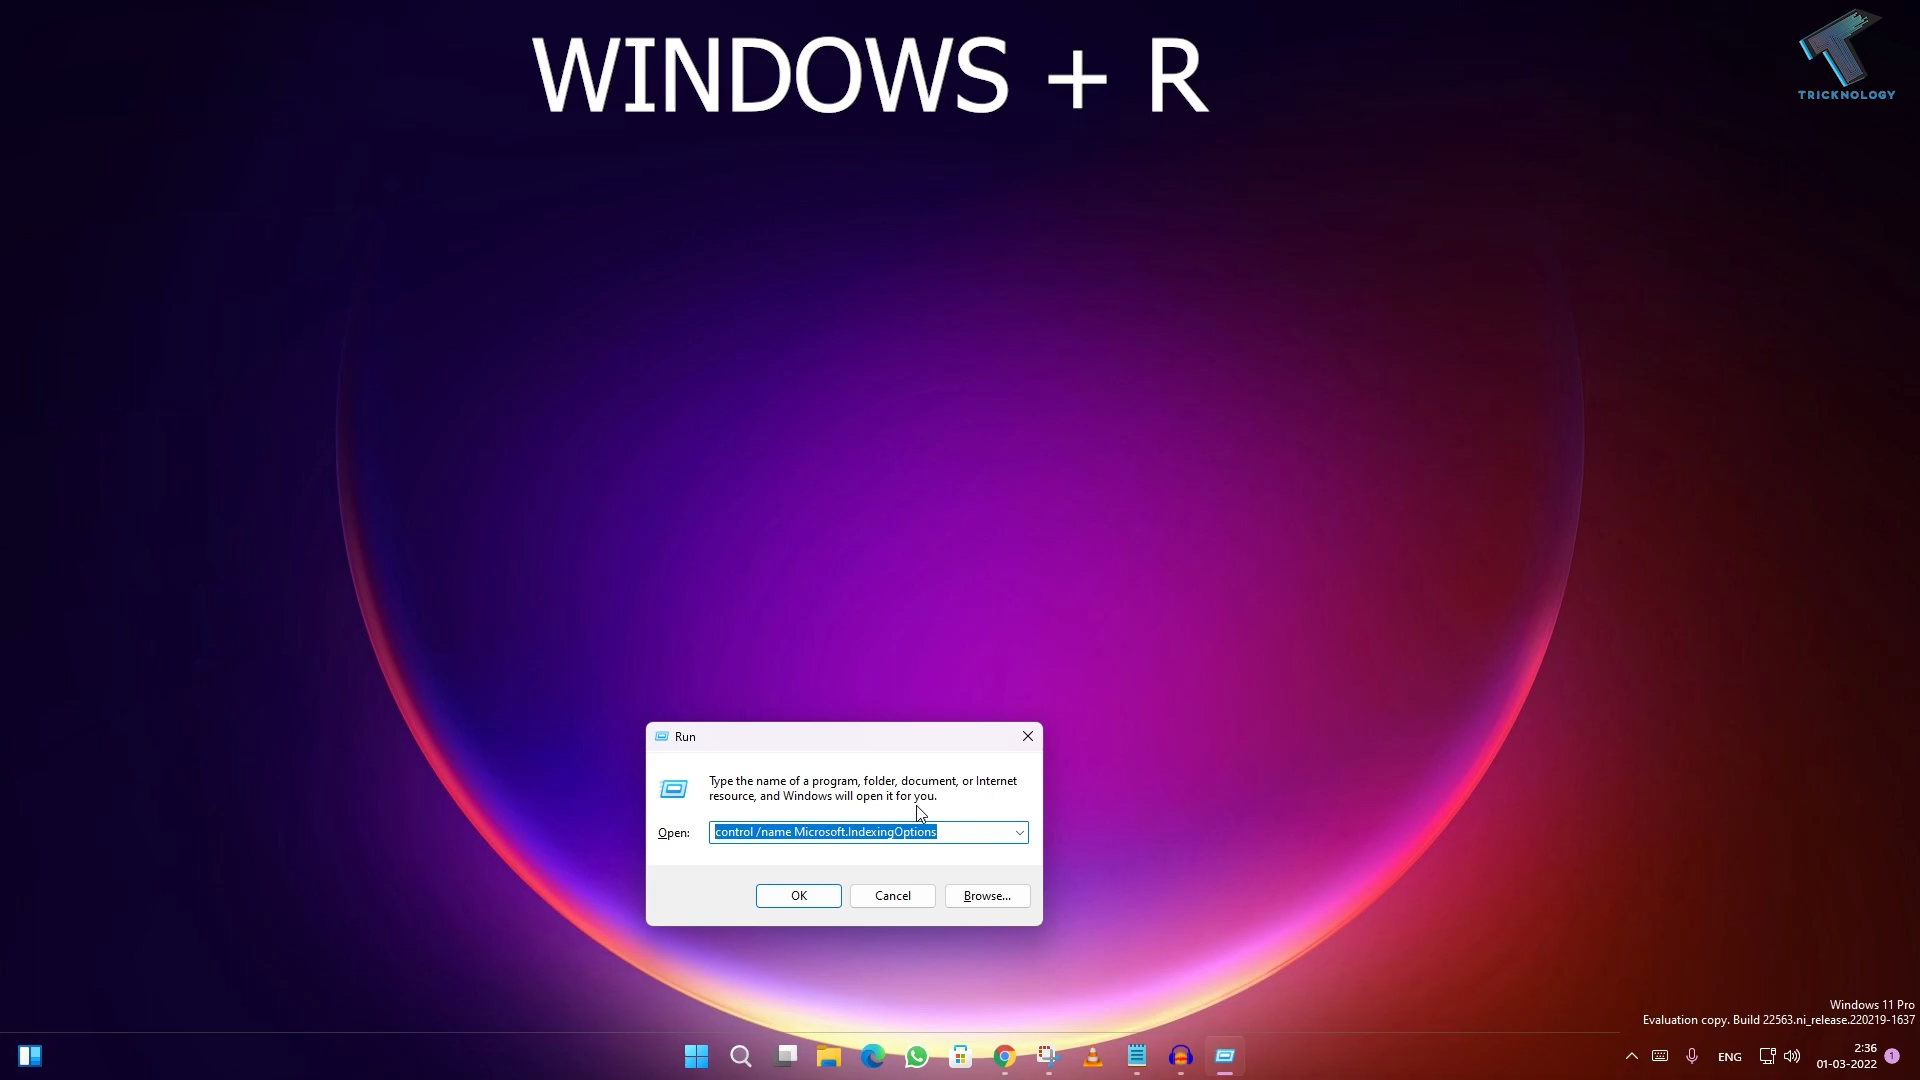 WINDOWS + R
TRICKNOLOGY
Run
Type the name of a program, folder, document, or Internet
resource, and Windows will open it for you.
Open:
control /name Microsoft.IndexingOptions
OK
Cancel
Browse...
Windows 11 Pro
Evaluation copy. Build 22563.ni_release.220219-1637
ENG
2:36
01-03-2022
1